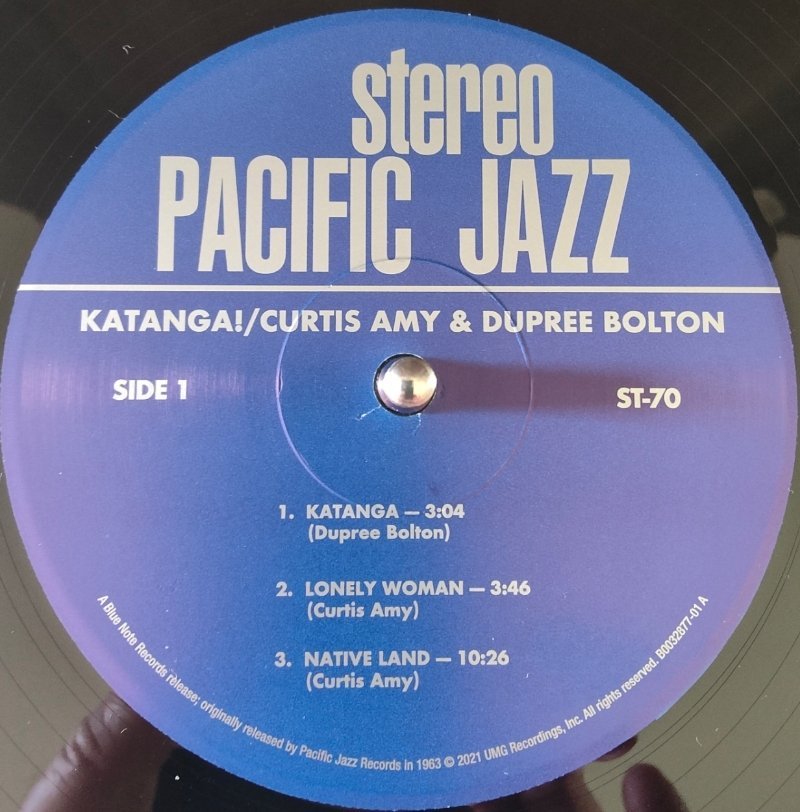 stereo
PACIFIC JAZZ
KATANGA!/CURTIS AMY & DUPREE BOLTON
SIDE 1
ST-70
1. KATANGA — 3:04
(Dupree Bolton)
2. LONELY WOMAN — 3:46
(Curtis Amy)
3. NATIVE LAND — 10:26
(Curtis Amy)
A Blue Note Records release; originally released by Pacific Jazz Records in 1963 © 2021 UMG Recordings, Inc. All rights reserved. B0032877-01 A